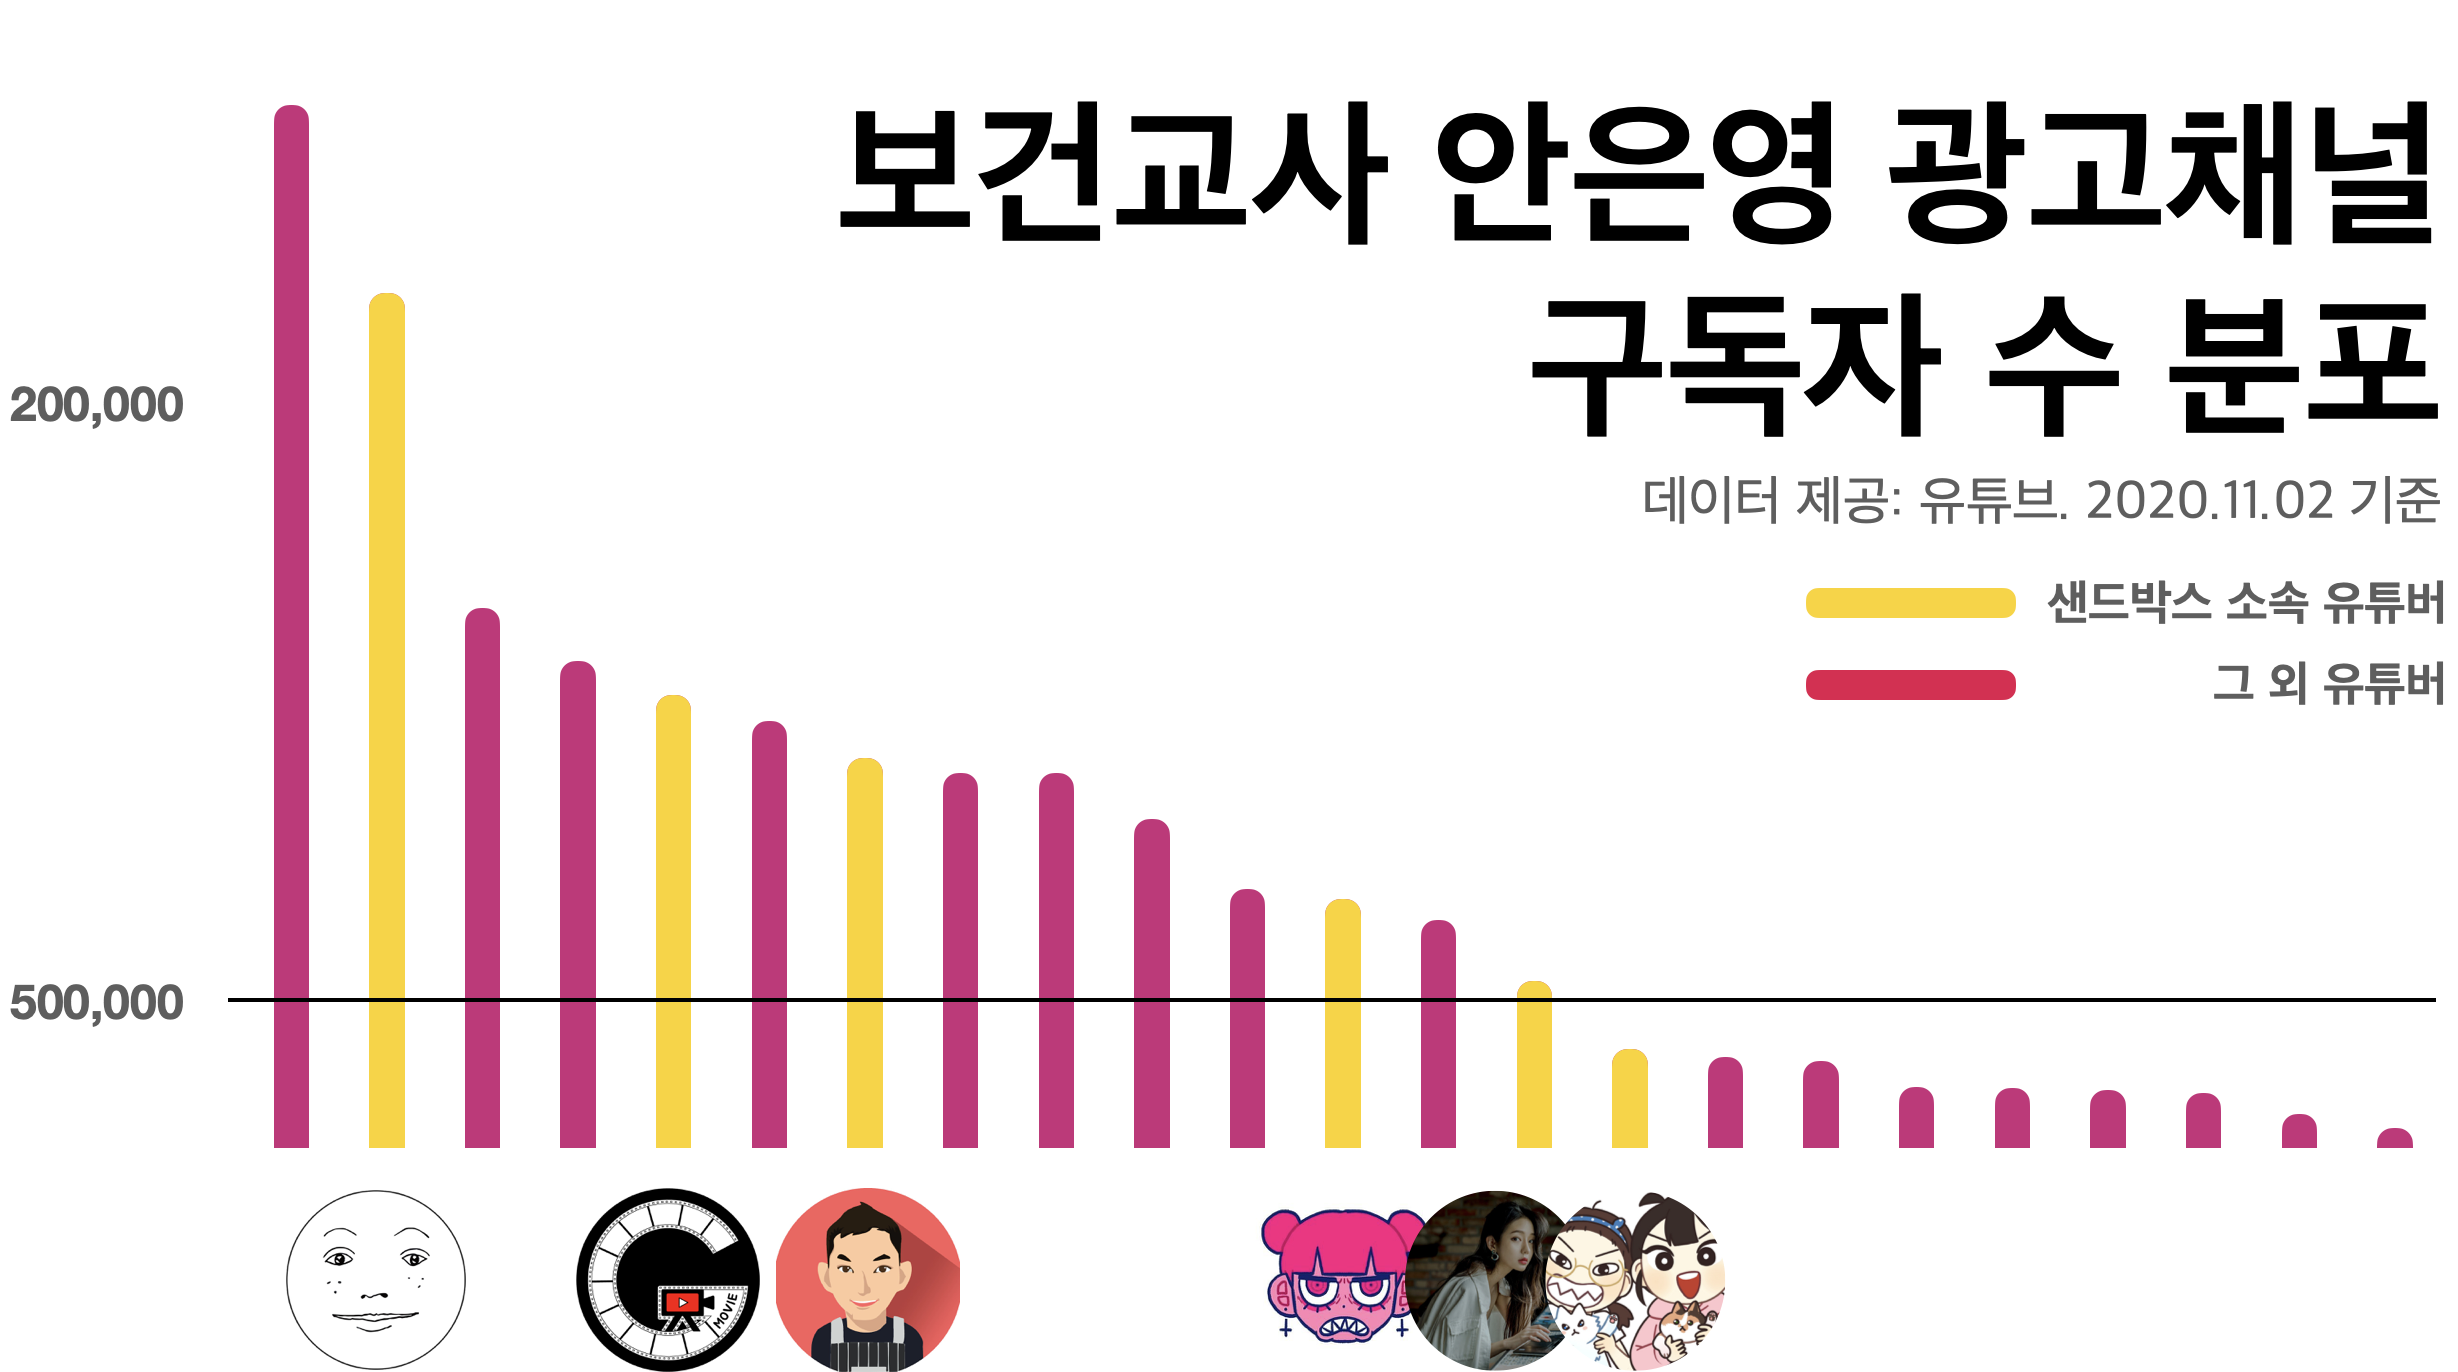 보건교사 안은영 광고채널
구독자 수 분포
데이터 제공: 유튜브. 2020.11.02 기준
샌드박스 소속 유튜버
그 외 유튜버
200,000
500,000
MOVIE